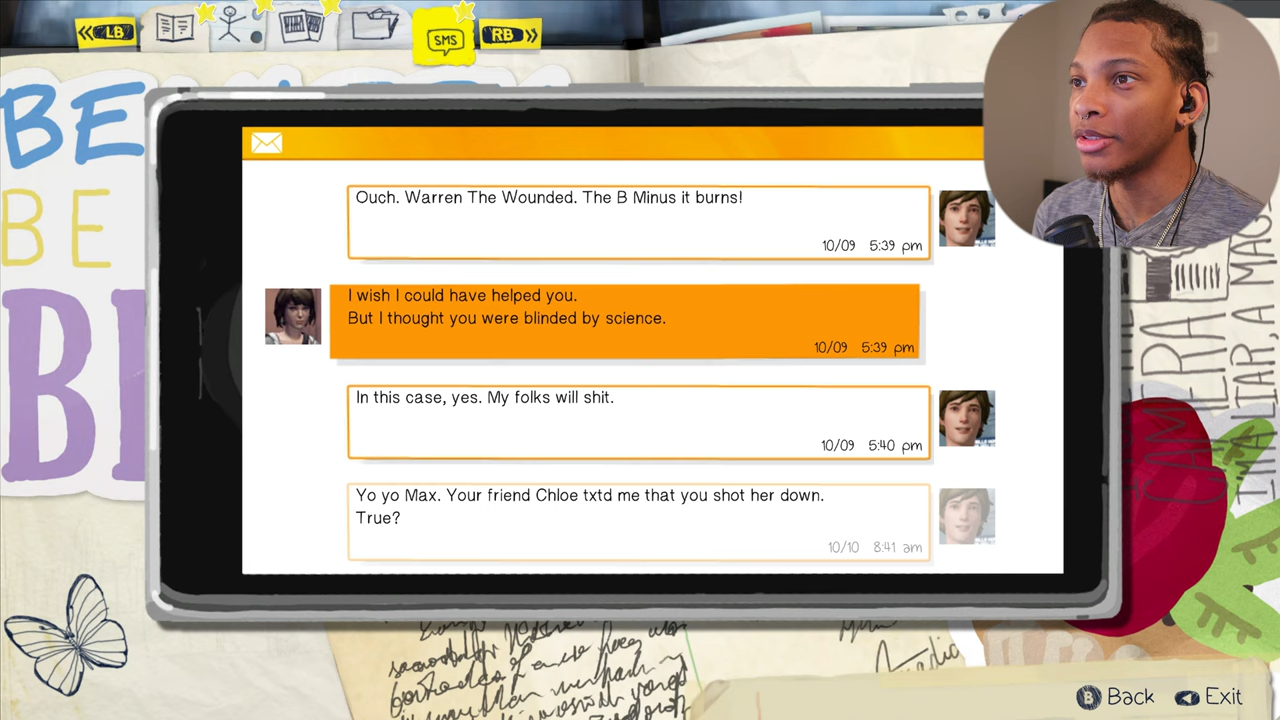 LB
SMS
RB
BE
BE
Ouch. Warren The Wounded. The B Minus it burns!
10/09 5:39 pm
I wish I could have helped you.
But I thought you were blinded by science.
10/09 5:39 pm
In this case, yes. My folks will shit.
10/09 5:40 pm
Yo yo Max. Your friend Chloe txtd me that you shot her down.
True?
10/10 8:41 am
CAMERA
LIAR, A
B Back
Exit